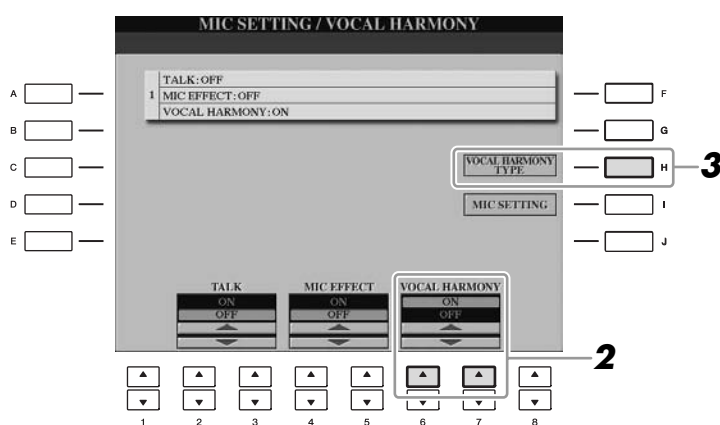 MIC SETTING / VOCAL HARMONY
TALK:OFF
1 MIC EFFECT:OFF
VOCAL HARMONY:ON
A
B
C
D
E
F
G
VOCAL HARMONY
TYPE
H
3
MIC SETTING
I
J
TALK
ON
OFF
MIC EFFECT
ON
OFF
VOCAL HARMONY
ON
OFF
2
1 2 3 4 5 6 7 8